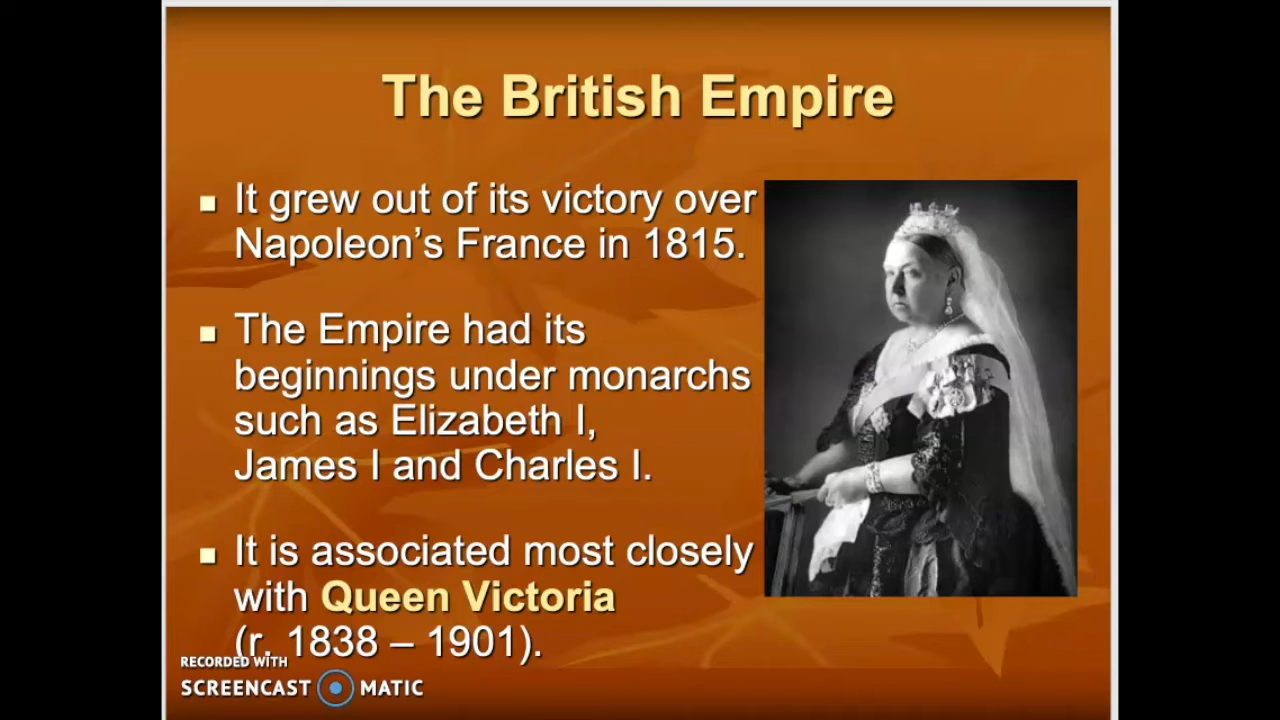 The British Empire
It grew out of its victory over
Napoleon’s France in 1815.
The Empire had its
beginnings under monarchs
such as Elizabeth I,
James I and Charles I.
It is associated most closely
with Queen Victoria
(r. 1838 – 1901).
RECORDED WITH
SCREENCAST MATIC